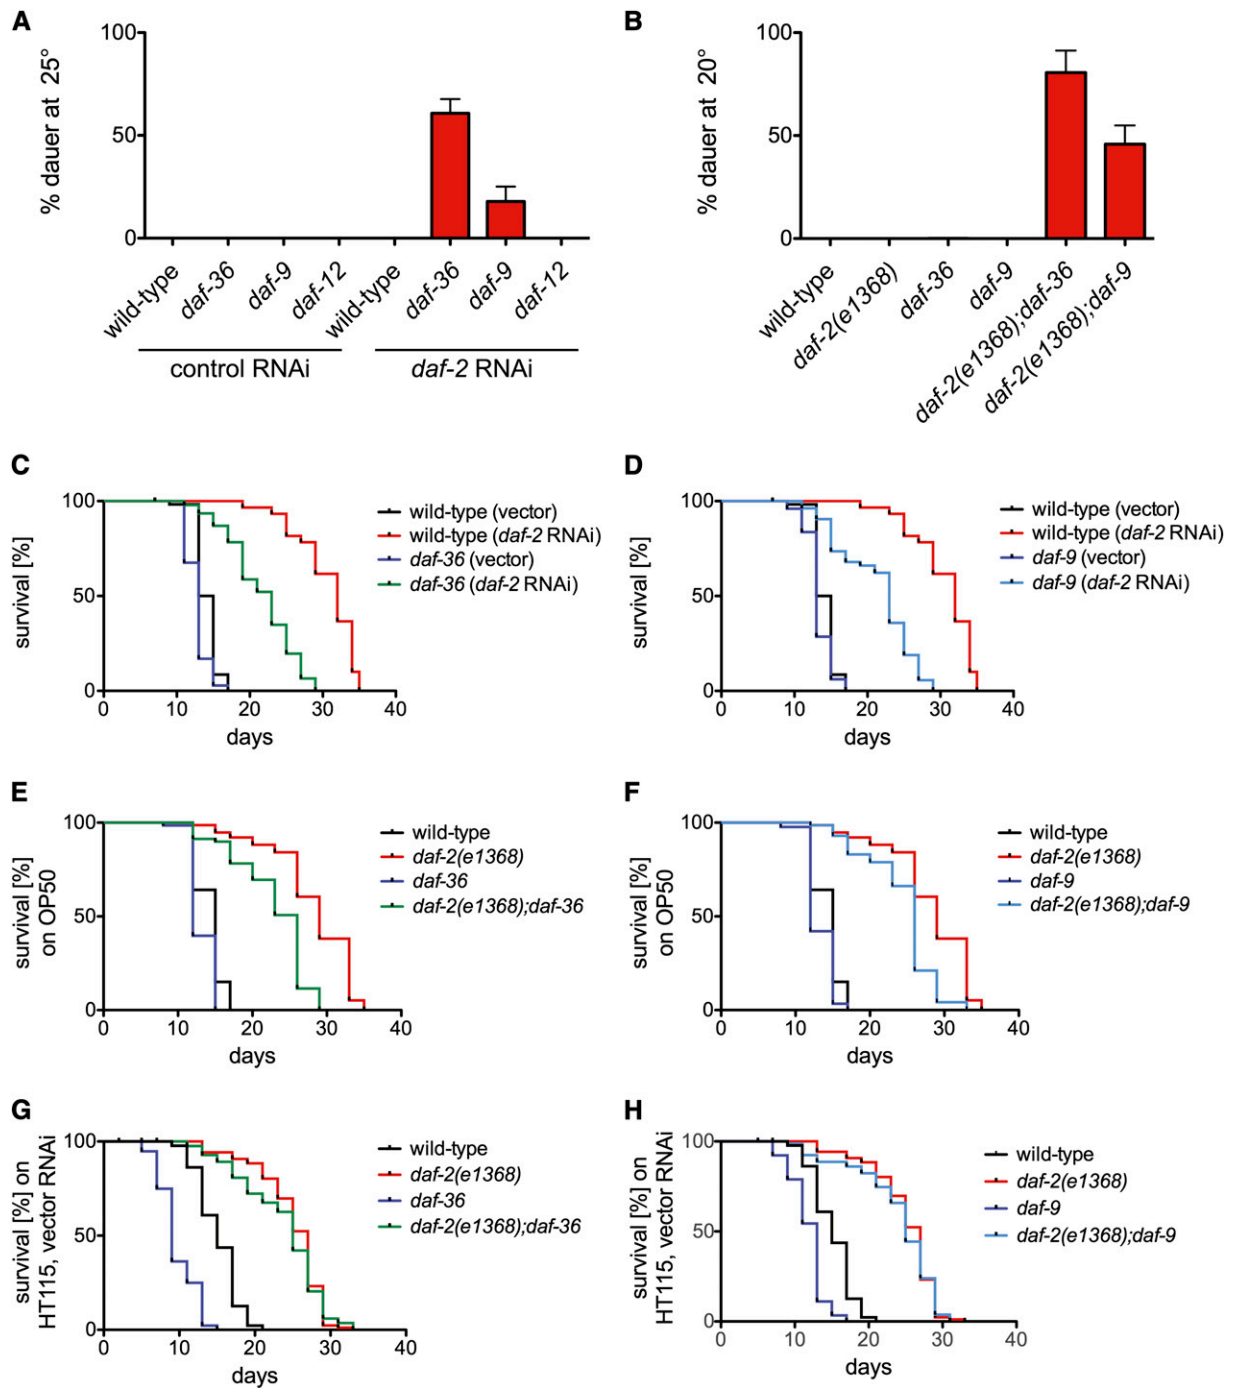 A
100
50
0
% dauer at 25°
wild-type
daf-36
daf-9
daf-12
wild-type
daf-36
daf-9
daf-12
control RNAi
daf-2 RNAi
B
100
50
0
% dauer at 20°
wild-type
daf-2(e1368)
daf-36
daf-9
daf-2(e1368);daf-36
daf-2(e1368);daf-9
C
100
50
0
survival [%]
0 10 20 30 40
days
wild-type (vector)
wild-type (daf-2 RNAi)
daf-36 (vector)
daf-36 (daf-2 RNAi)
D
100
50
0
survival [%]
0 10 20 30 40
days
wild-type (vector)
wild-type (daf-2 RNAi)
daf-9 (vector)
daf-9 (daf-2 RNAi)
E
100
50
0
survival [%]
on OP50
0 10 20 30 40
days
wild-type
daf-2(e1368)
daf-36
daf-2(e1368);daf-36
F
100
50
0
survival [%]
on OP50
0 10 20 30 40
days
wild-type
daf-2(e1368)
daf-9
daf-2(e1368);daf-9
G
100
50
0
survival [%] on
HT115, vector RNAi
0 10 20 30 40
days
wild-type
daf-2(e1368)
daf-36
daf-2(e1368);daf-36
H
100
50
0
survival [%] on
HT115, vector RNAi
0 10 20 30 40
days
wild-type
daf-2(e1368)
daf-9
daf-2(e1368);daf-9